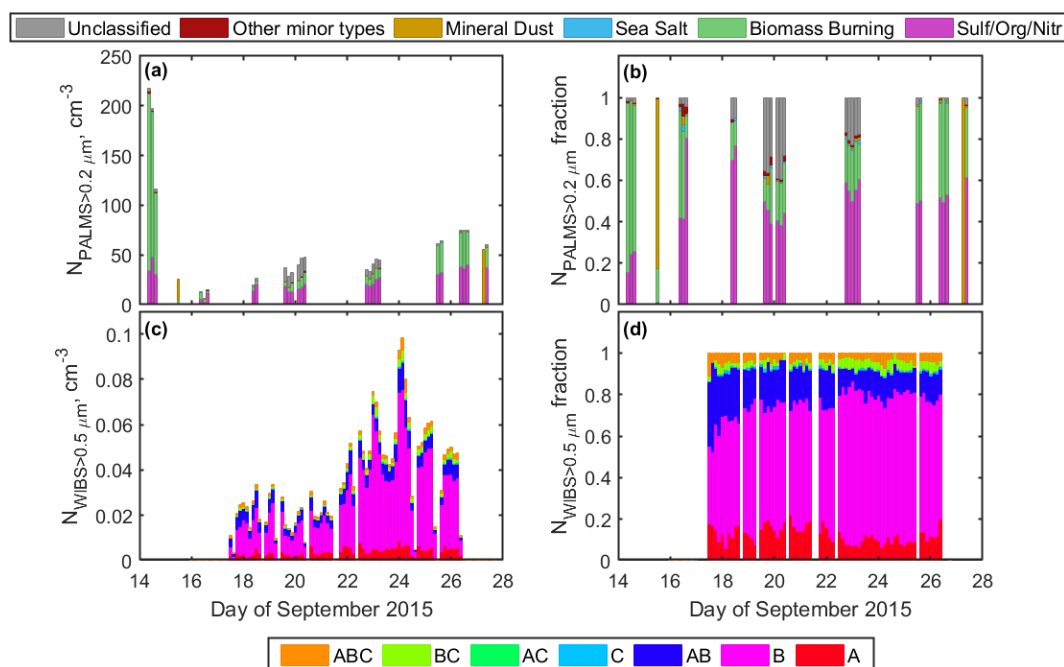 Unclassified Other minor types Mineral Dust Sea Salt Biomass Burning Sulf/Org/Nitr
(a)
250
200
150
100
50
0
N_PALMS>0.2 μm, cm^-3
(b)
1
0.8
0.6
0.4
0.2
0
N_PALMS>0.2 μm fraction
(c)
0.1
0.08
0.06
0.04
0.02
0
N_WIBS>0.5 μm, cm^-3
14 16 18 20 22 24 26 28
Day of September 2015
(d)
1
0.8
0.6
0.4
0.2
0
N_WIBS>0.5 μm fraction
14 16 18 20 22 24 26 28
Day of September 2015
ABC BC AC C AB B A